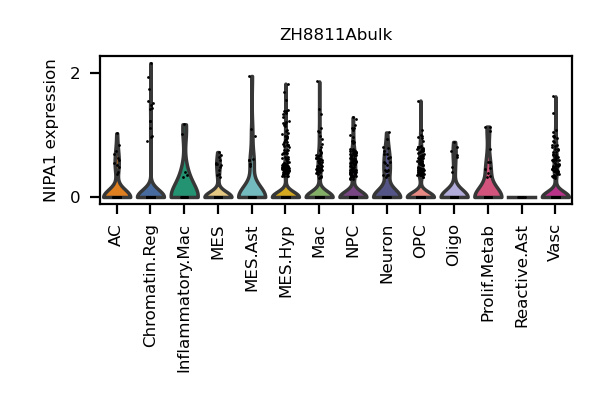 ZH8811Abulk
NIPA1 expression
2
0
AC
Chromatin.Reg
Inflammatory.Mac
MES
MES.Ast
MES.Hyp
Mac
NPC
Neuron
OPC
Oligo
Prolif.Metab
Reactive.Ast
Vasc